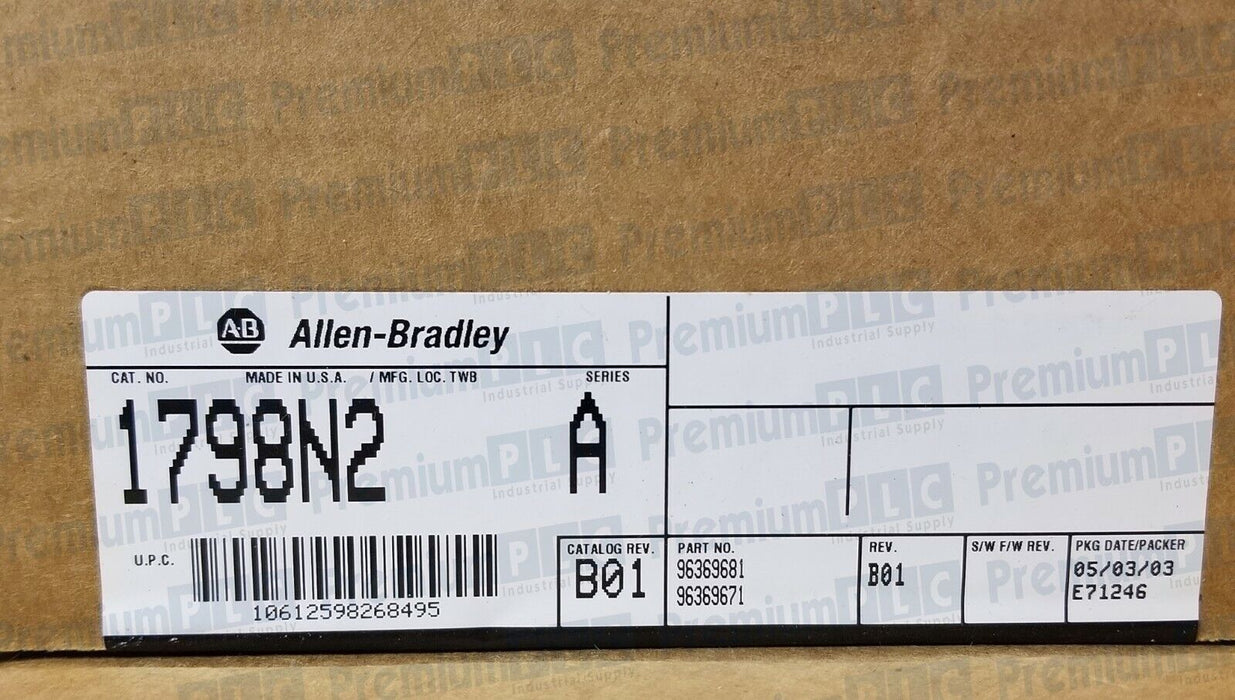 AB Allen-Bradley
CAT. NO. MADE IN U.S.A. / MFG. LOC. TWB SERIES
1798N2 A
U.P.C.
10612598268495
CATALOG REV.
B01
PART NO.
96369681
96369671
REV.
B01
S/W F/W REV.
PKG DATE/PACKER
05/03/03
E71246
PremiumPLC
Industrial Supply